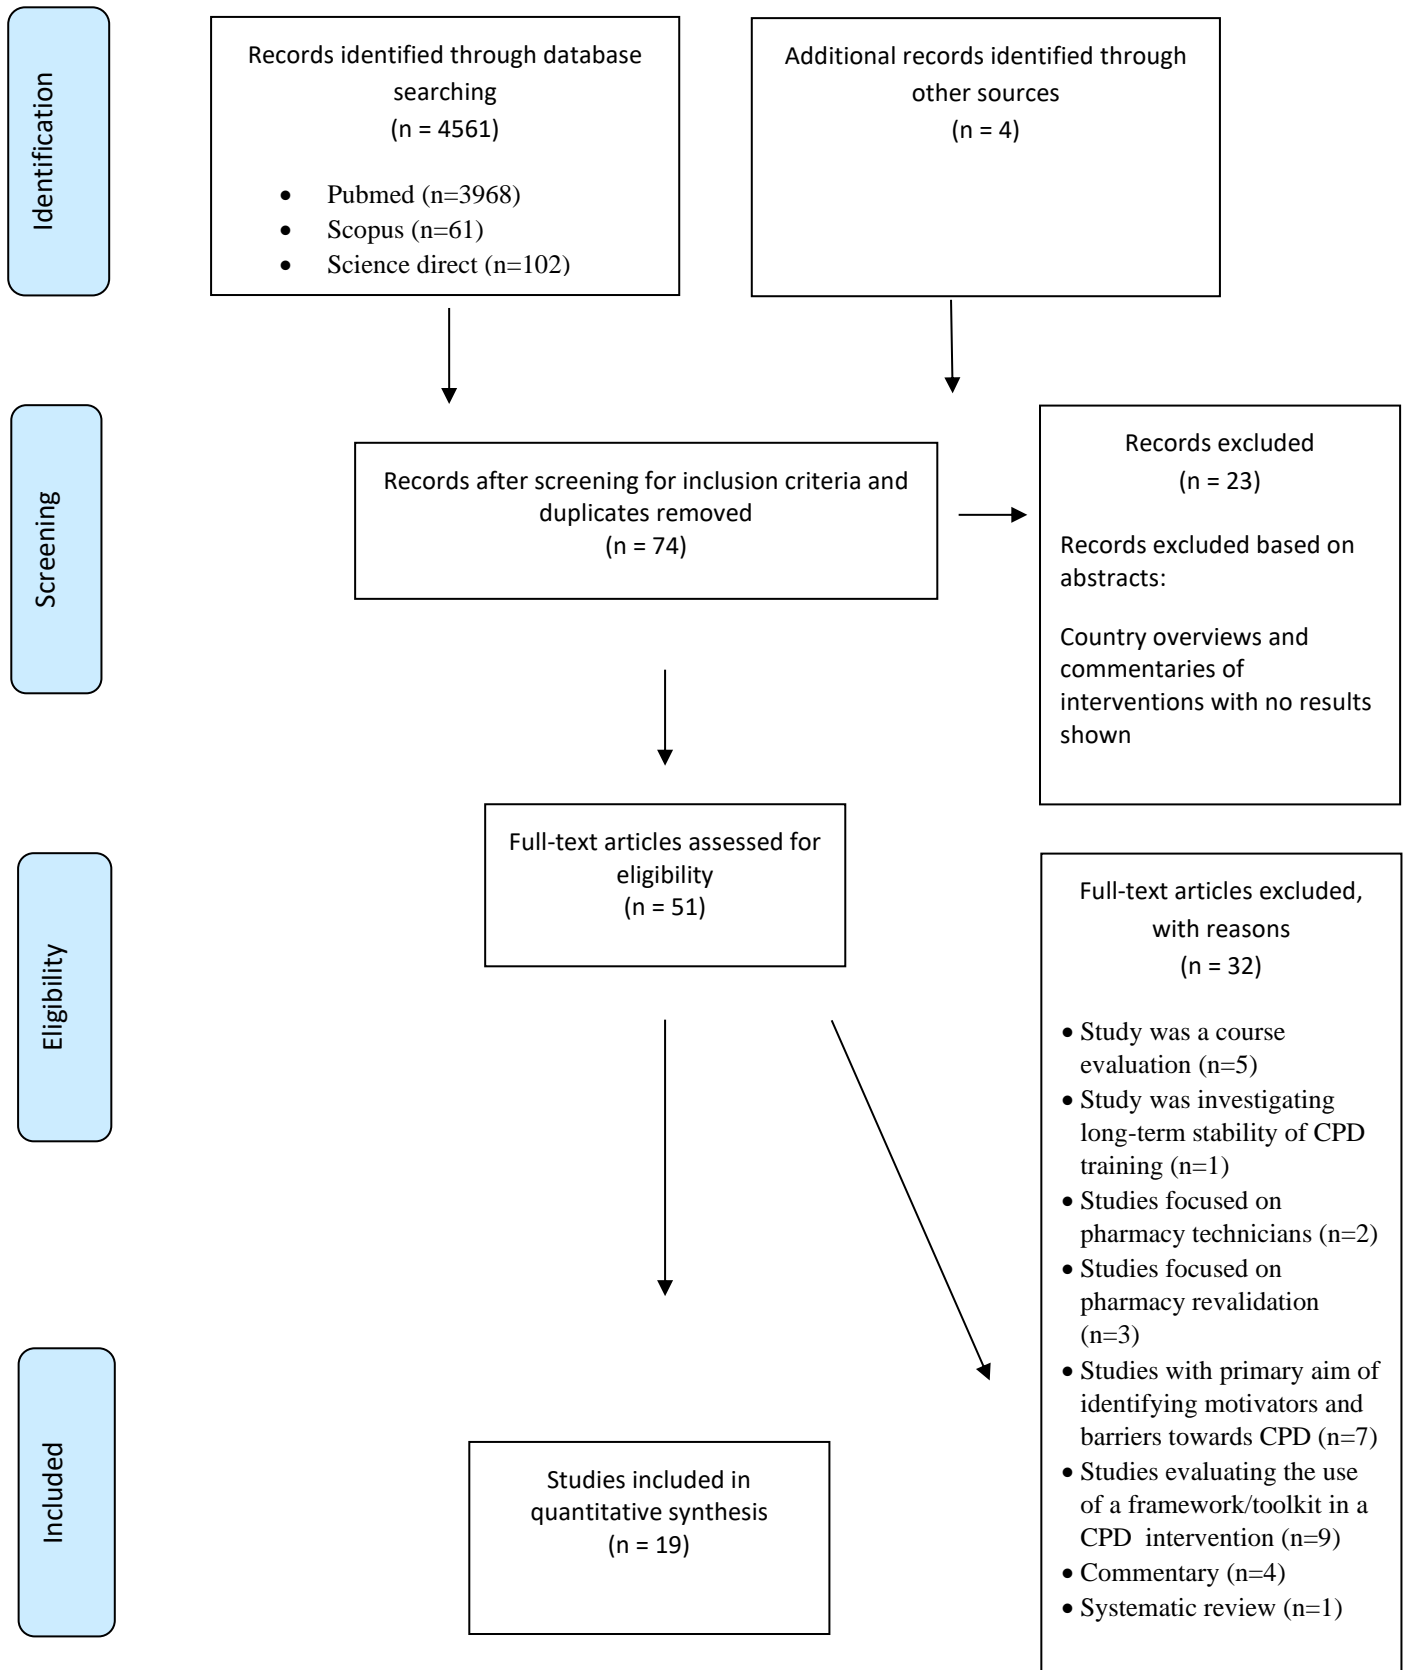 Identification
Records identified through database
searching
(n = 4561)
• Pubmed (n=3968)
• Scopus (n=61)
• Science direct (n=102)
Additional records identified through
other sources
(n = 4)
Screening
Records after screening for inclusion criteria and
duplicates removed
(n = 74)
Records excluded
(n = 23)
Records excluded based on
abstracts:
Country overviews and
commentaries of
interventions with no results
shown
Eligibility
Full-text articles assessed for
eligibility
(n = 51)
Full-text articles excluded,
with reasons
(n = 32)
• Study was a course
evaluation (n=5)
• Study was investigating
long-term stability of CPD
training (n=1)
• Studies focused on
pharmacy technicians (n=2)
• Studies focused on
pharmacy revalidation
(n=3)
• Studies with primary aim of
identifying motivators and
barriers towards CPD (n=7)
• Studies evaluating the use
of a framework/toolkit in a
CPD intervention (n=9)
• Commentary (n=4)
• Systematic review (n=1)
Included
Studies included in
quantitative synthesis
(n = 19)